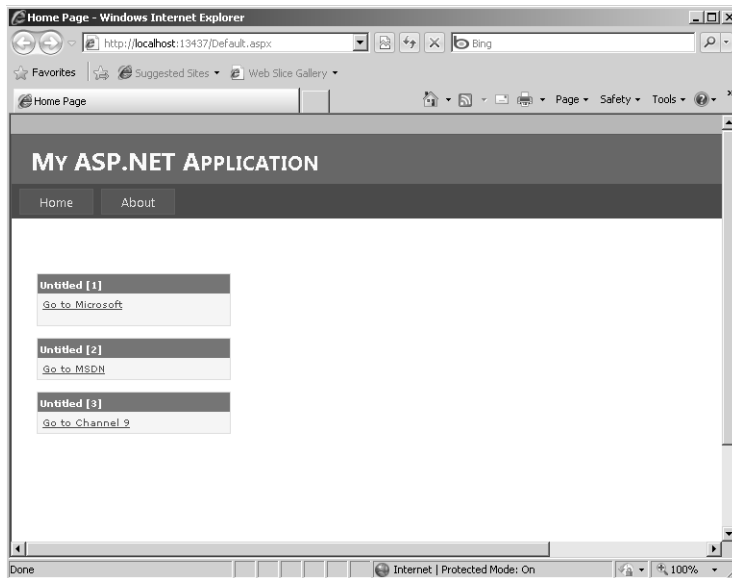 Home Page - Windows Internet Explorer
http://localhost:13437/Default.aspx
Bing
Favorites Suggested Sites Web Slice Gallery
Home Page Page Safety Tools
MY ASP.NET APPLICATION
Home About
Untitled [1]
Go to Microsoft
Untitled [2]
Go to MSDN
Untitled [3]
Go to Channel 9
Done Internet | Protected Mode: On 100%